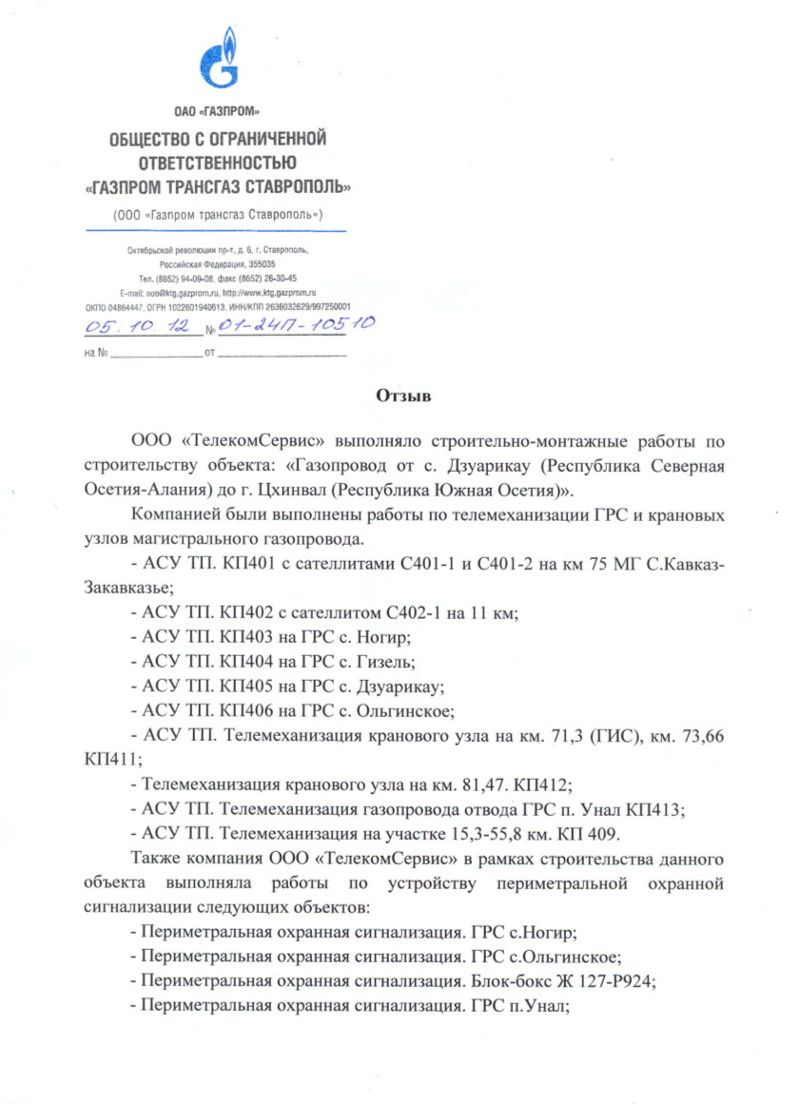 ОАО «ГАЗПРОМ»
ОБЩЕСТВО С ОГРАНИЧЕННОЙ
ОТВЕТСТВЕННОСТЬЮ
«ГАЗПРОМ ТРАНСГАЗ СТАВРОПОЛЬ»
(ООО «Газпром трансгаз Ставрополь»)
Октябрьской революции пр-т, д. 6, г. Ставрополь,
Российская Федерация, 355035
Тел. (8652) 94-09-08, факс (8652) 26-30-45
E-mail: ooo@ktg.gazprom.ru, http://www.ktg.gazprom.ru
ОКПО 04864447, ОГРН 1022601940613, ИНН/КПП 2636032629/997250001
05. 10 12 № 01-24П-10510
на № от
Отзыв
ООО «ТелекомСервис» выполняло строительно-монтажные работы по
строительству объекта: «Газопровод от с. Дзуарикау (Республика Северная
Осетия-Алания) до г. Цхинвал (Республика Южная Осетия)».
Компанией были выполнены работы по телемеханизации ГРС и крановых
узлов магистрального газопровода.
- АСУ ТП. КП401 с сателлитами С401-1 и С401-2 на км 75 МГ С.Кавказ-
Закавказье;
- АСУ ТП. КП402 с сателлитом С402-1 на 11 км;
- АСУ ТП. КП403 на ГРС с. Ногир;
- АСУ ТП. КП404 на ГРС с. Гизель;
- АСУ ТП. КП405 на ГРС с. Дзуарикау;
- АСУ ТП. КП406 на ГРС с. Ольгинское;
- АСУ ТП. Телемеханизация кранового узла на км. 71,3 (ГИС), км. 73,66
КП411;
- Телемеханизация кранового узла на км. 81,47. КП412;
- АСУ ТП. Телемеханизация газопровода отвода ГРС п. Унал КП413;
- АСУ ТП. Телемеханизация на участке 15,3-55,8 км. КП 409.
Также компания ООО «ТелекомСервис» в рамках строительства данного
объекта выполняла работы по устройству периметральной охранной
сигнализации следующих объектов:
- Периметральная охранная сигнализация. ГРС с.Ногир;
- Периметральная охранная сигнализация. ГРС с.Ольгинское;
- Периметральная охранная сигнализация. Блок-бокс Ж 127-Р924;
- Периметральная охранная сигнализация. ГРС п.Унал;